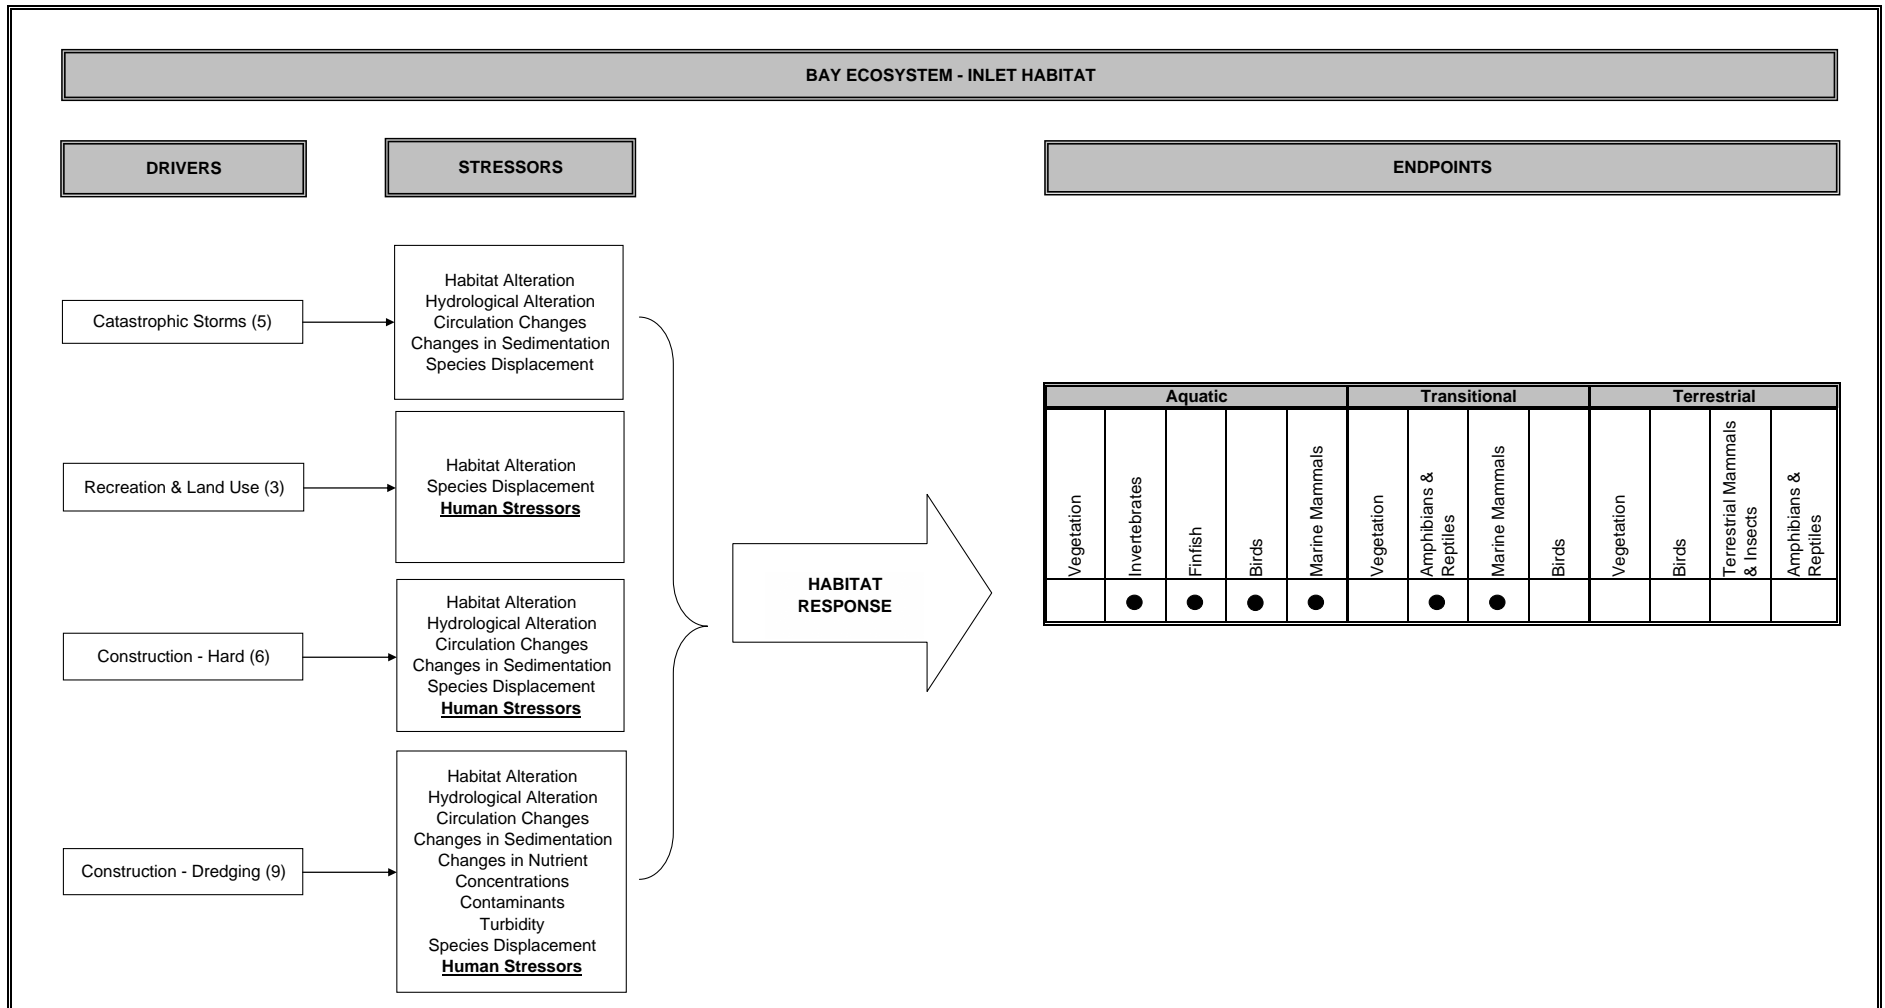 BAY ECOSYSTEM - INLET HABITAT
DRIVERS
STRESSORS
ENDPOINTS
Catastrophic Storms (5)
Habitat Alteration
Hydrological Alteration
Circulation Changes
Changes in Sedimentation
Species Displacement
Recreation & Land Use (3)
Habitat Alteration
Species Displacement
Human Stressors
Construction - Hard (6)
Habitat Alteration
Hydrological Alteration
Circulation Changes
Changes in Sedimentation
Species Displacement
Human Stressors
Construction - Dredging (9)
Habitat Alteration
Hydrological Alteration
Circulation Changes
Changes in Sedimentation
Changes in Nutrient
Concentrations
Contaminants
Turbidity
Species Displacement
Human Stressors
HABITAT
RESPONSE
Aquatic
Transitional
Terrestrial
Vegetation
Invertebrates
Finfish
Birds
Marine Mammals
Vegetation
Amphibians &
Reptiles
Marine Mammals
Birds
Vegetation
Birds
Terrestrial Mammals
& Insects
Amphibians &
Reptiles